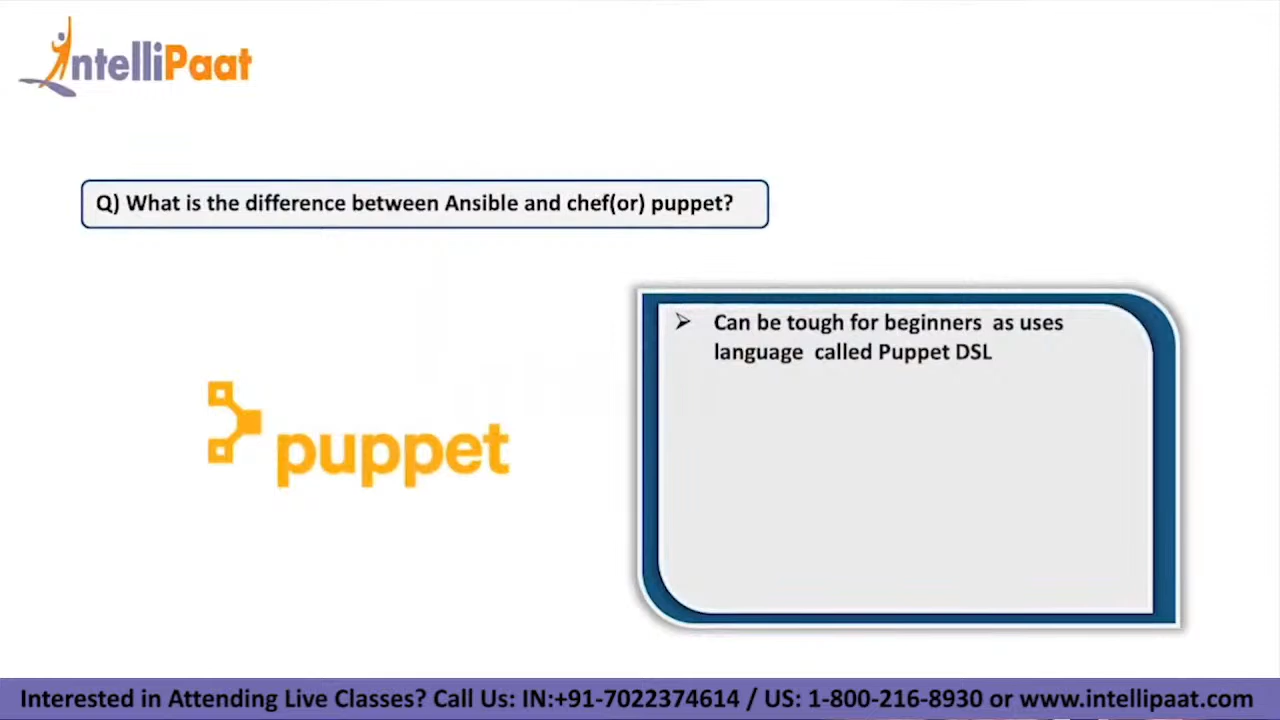 IntelliPaat
Q) What is the difference between Ansible and chef(or) puppet?
➢ Can be tough for beginners as uses
language called Puppet DSL
puppet
Interested in Attending Live Classes? Call Us: IN:+91-7022374614 / US: 1-800-216-8930 or www.intellipaat.com